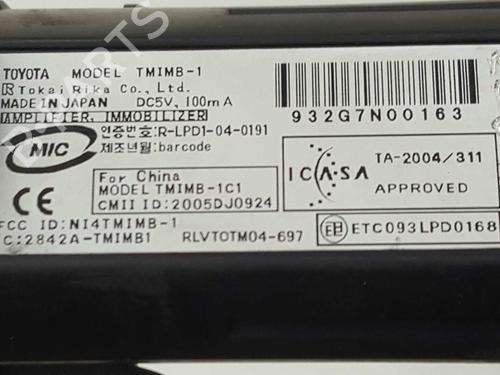 TOYOTA MODEL TMIMB-1
Tokai Rika Co., Ltd.
MADE IN JAPAN DC5V, 100mA
AMPLIFIER, IMMOBILIZER
인증번호:R-LPD1-04-0191
제조년월:barcode
MIC
932G7N00163
For China
MODEL TMIMB-1C1
CMII ID:2005DJ0924
CE
ICASA
TA-2004/311
APPROVED
FCC ID:NI4TMIMB-1
C:2842A-TMIMB1 RLVTOTM04-697
ETC093LPD0168